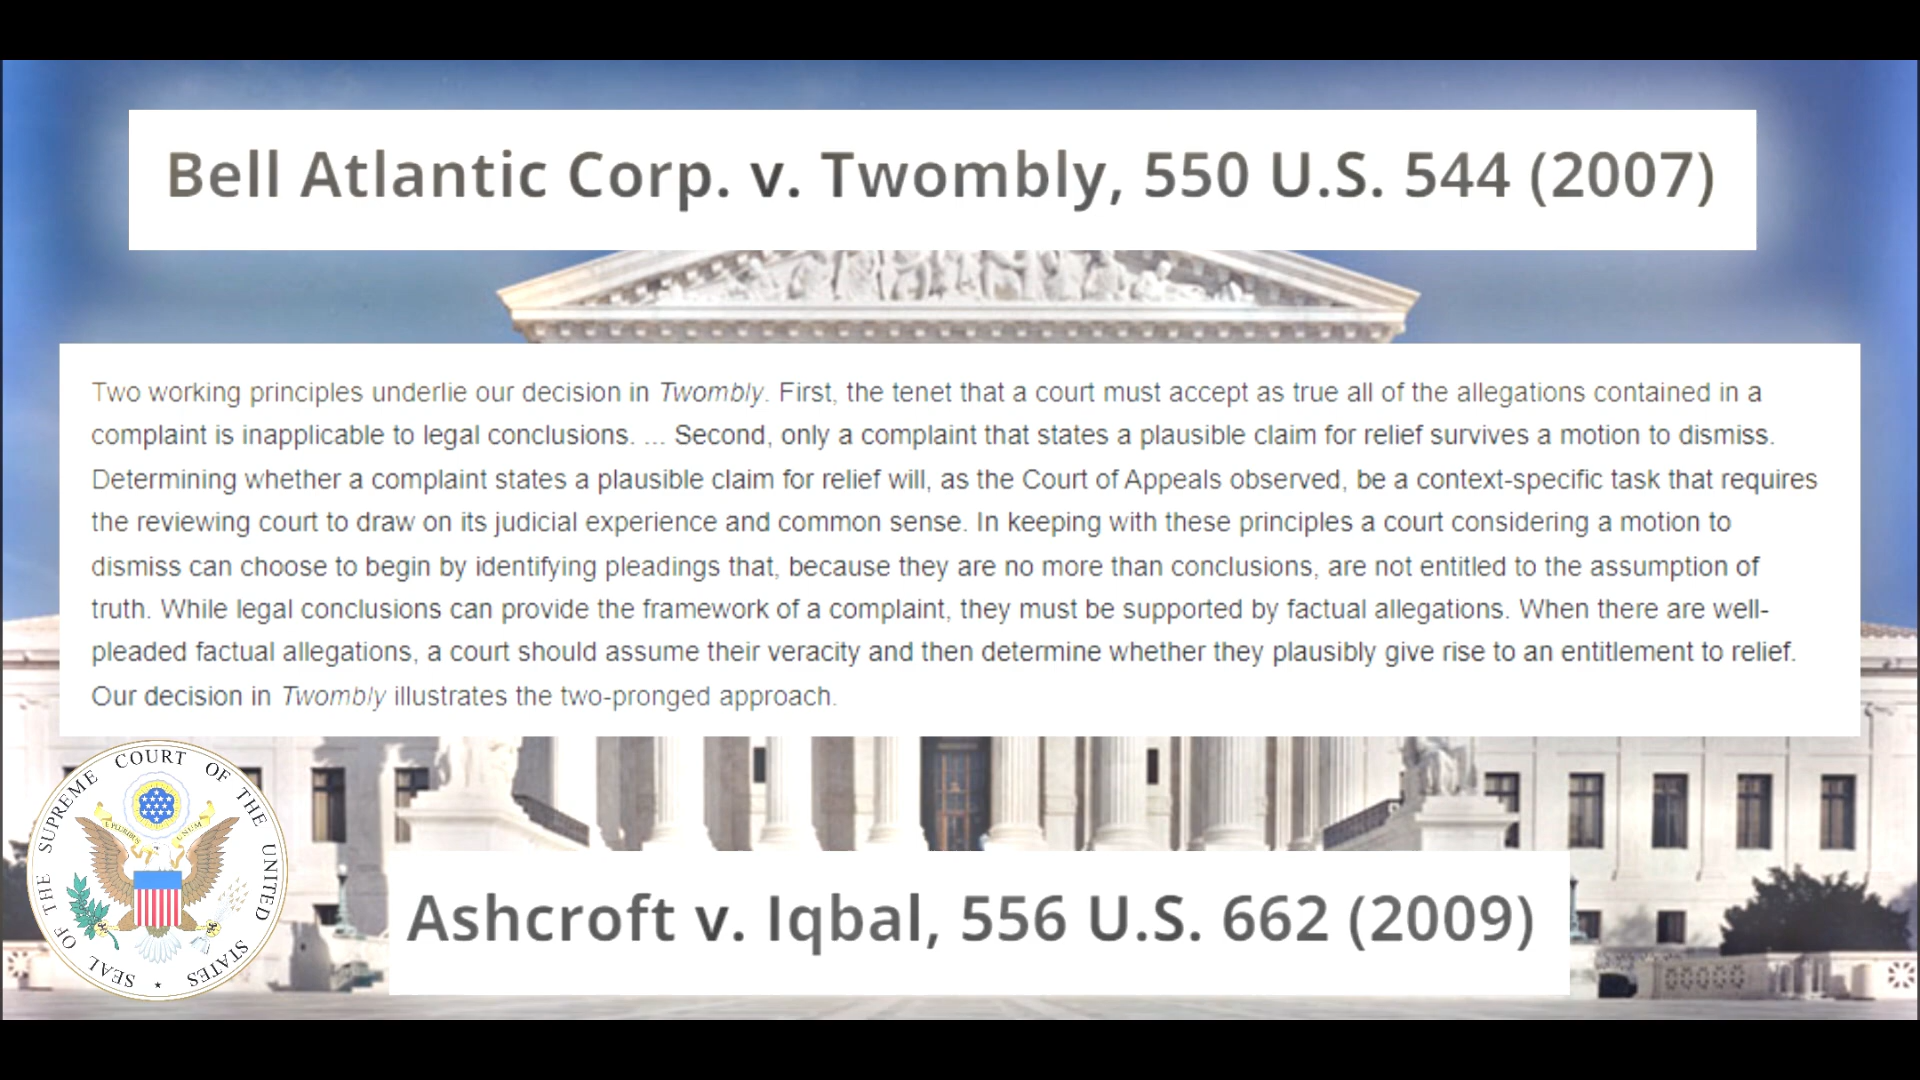 Bell Atlantic Corp. v. Twombly, 550 U.S. 544 (2007)
Two working principles underlie our decision in Twombly. First, the tenet that a court must accept as true all of the allegations contained in a
complaint is inapplicable to legal conclusions. ... Second, only a complaint that states a plausible claim for relief survives a motion to dismiss.
Determining whether a complaint states a plausible claim for relief will, as the Court of Appeals observed, be a context-specific task that requires
the reviewing court to draw on its judicial experience and common sense. In keeping with these principles a court considering a motion to
dismiss can choose to begin by identifying pleadings that, because they are no more than conclusions, are not entitled to the assumption of
truth. While legal conclusions can provide the framework of a complaint, they must be supported by factual allegations. When there are well-
pleaded factual allegations, a court should assume their veracity and then determine whether they plausibly give rise to an entitlement to relief.
Our decision in Twombly illustrates the two-pronged approach.
SEAL OF THE SUPREME COURT OF THE UNITED STATES
E PLURIBUS UNUM
Ashcroft v. Iqbal, 556 U.S. 662 (2009)